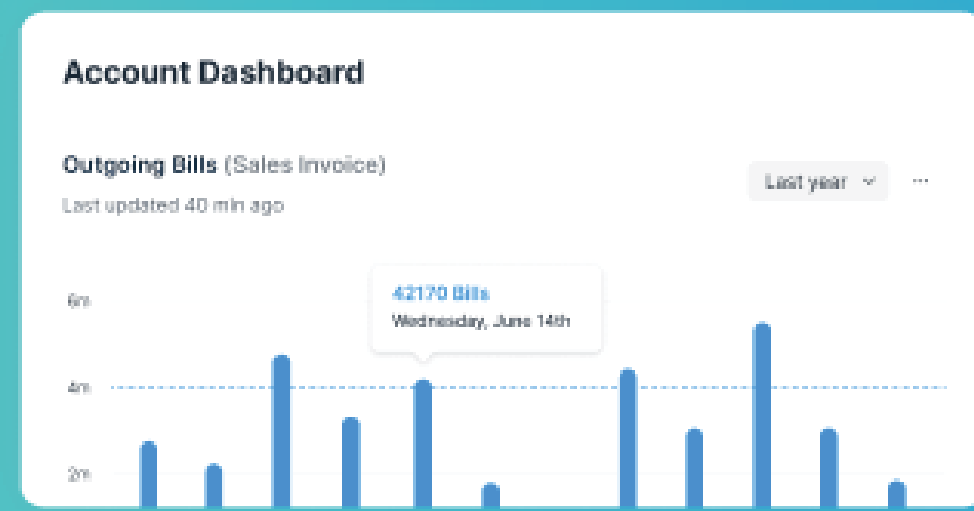 Account Dashboard
Outgoing Bills (Sales Invoice)
Last year
Last updated 40 min ago
42170 Bills
Wednesday, June 14th
6m
4m
2m